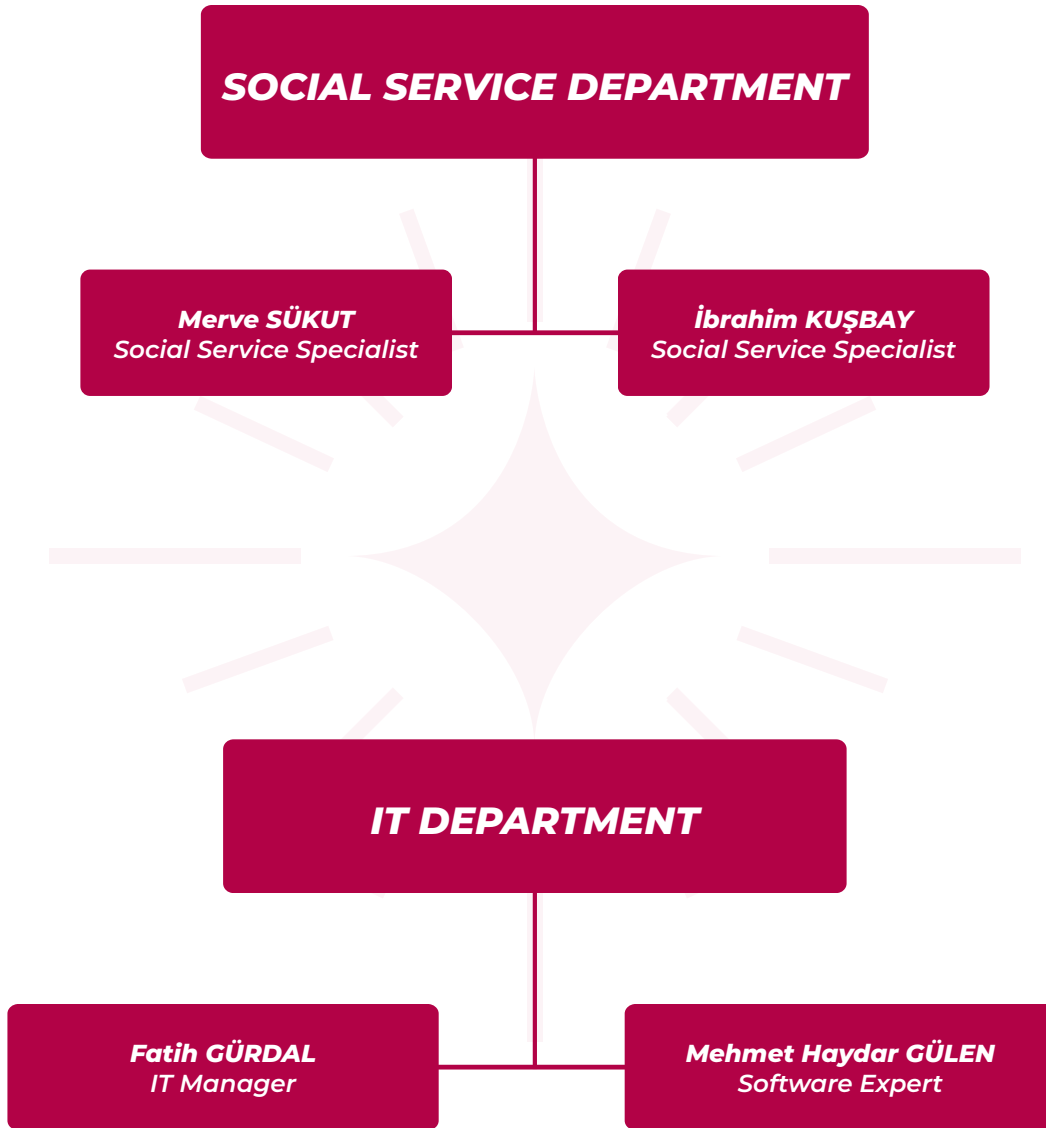 SOCIAL SERVICE DEPARTMENT
Merve SÜKUT
Social Service Specialist
İbrahim KUŞBAY
Social Service Specialist
IT DEPARTMENT
Fatih GÜRDAL
IT Manager
Mehmet Haydar GÜLEN
Software Expert